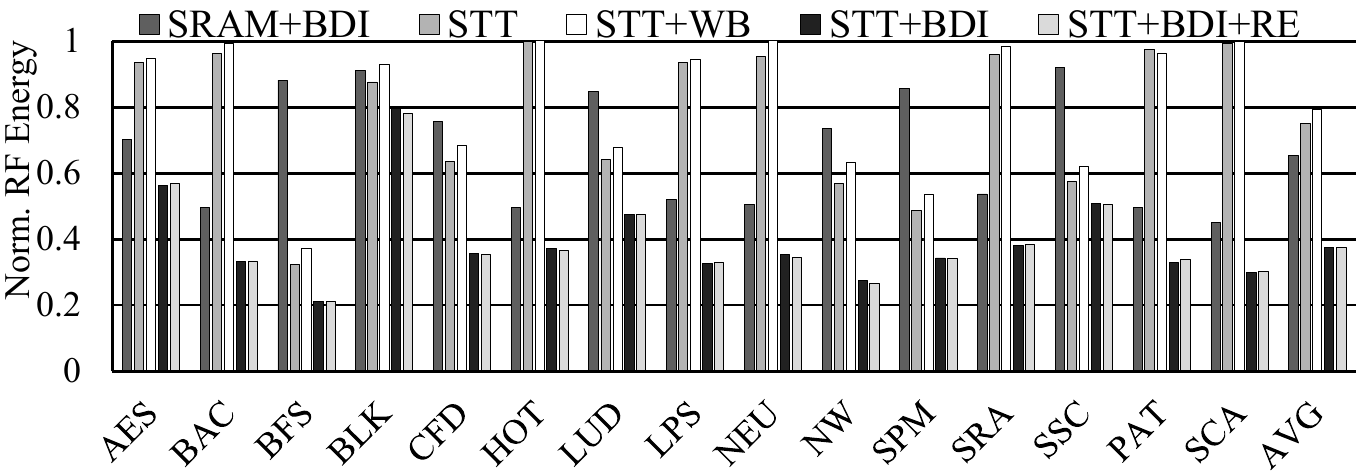 SRAM+BDI STT STT+WB STT+BDI STT+BDI+RE
Norm. RF Energy
1
0.8
0.6
0.4
0.2
0
AES BAC BFS BLK CFD HOT LUD LPS NEU NW SPM SRA SSC PAT SCA AVG